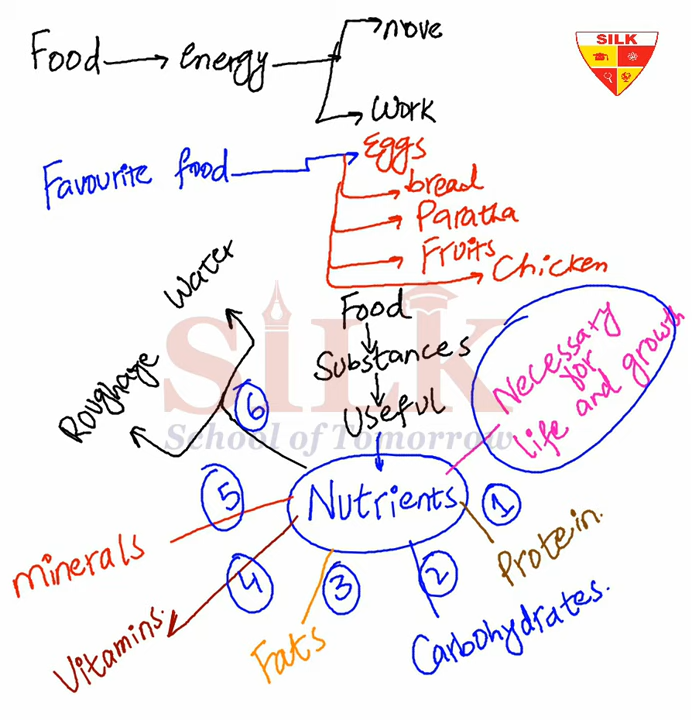 Food → energy → move
work
SILK
Favourite food → Eggs
bread
Paratha
Fruits
Chicken
Food
Substances
Useful
SiLK
School of Tomorrow
Nutrients
Necessary
for
life and growth
1
Protein.
2
Carbohydrates.
3
Fats
4
Vitamins.
5
minerals
6
Water
Roughage